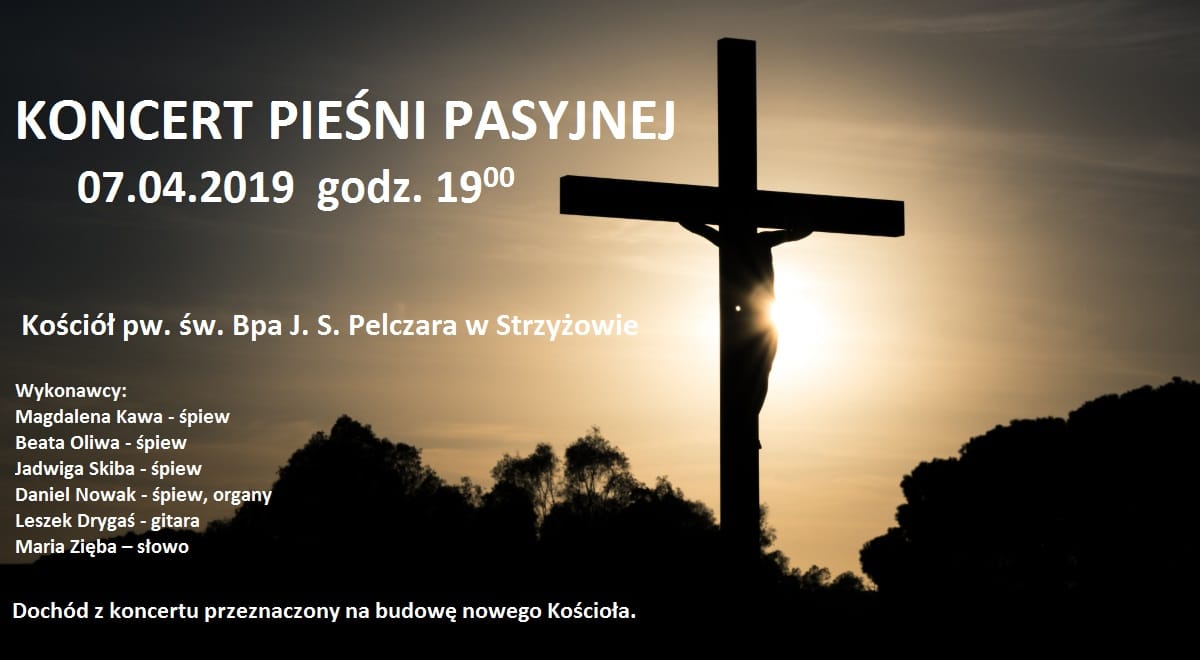 KONCERT PIEŚNI PASYJNEJ
07.04.2019 godz. 19⁰⁰
Kościół pw. św. Bpa J. S. Pelczara w Strzyżowie
Wykonawcy:
Magdalena Kawa - śpiew
Beata Oliwa - śpiew
Jadwiga Skiba - śpiew
Daniel Nowak - śpiew, organy
Leszek Drygaś - gitara
Maria Zięba – słowo
Dochód z koncertu przeznaczony na budowę nowego Kościoła.